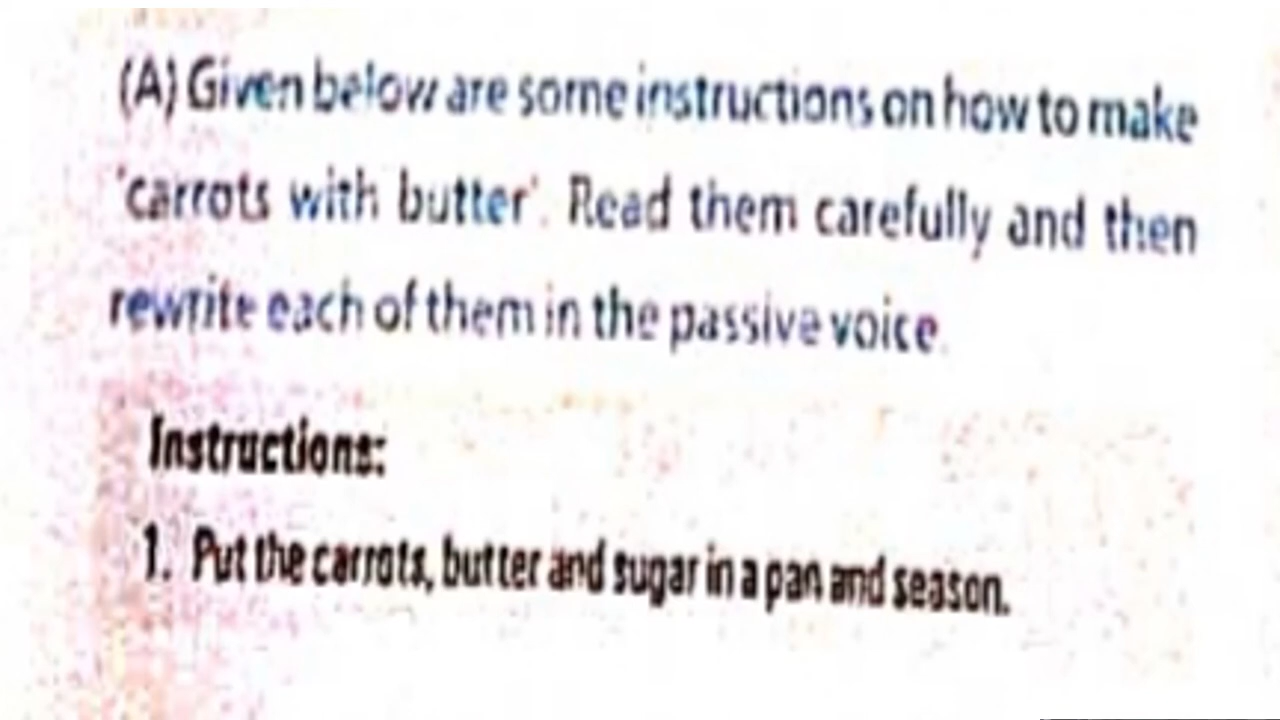 (A) Given below are some instructions on how to make
'carrots with butter'. Read them carefully and then
rewrite each of them in the passive voice.
Instructions:
1. Put the carrots, butter and sugar in a pan and season.